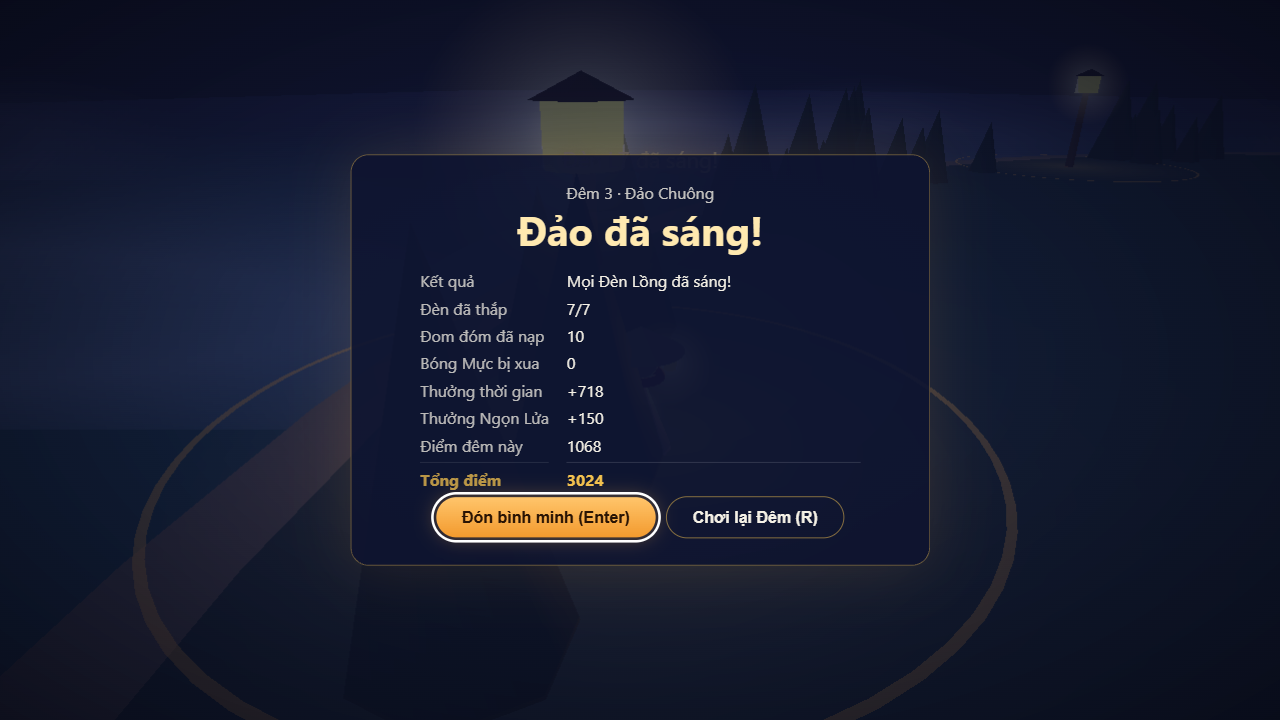 Đêm 3 · Đảo Chuông
Đảo đã sáng!
Kết quả Mọi Đèn Lồng đã sáng!
Đèn đã thắp 7/7
Đom đóm đã nạp 10
Bóng Mực bị xua 0
Thưởng thời gian +718
Thưởng Ngọn Lửa +150
Điểm đêm này 1068
Tổng điểm 3024
Đón bình minh (Enter) Chơi lại Đêm (R)